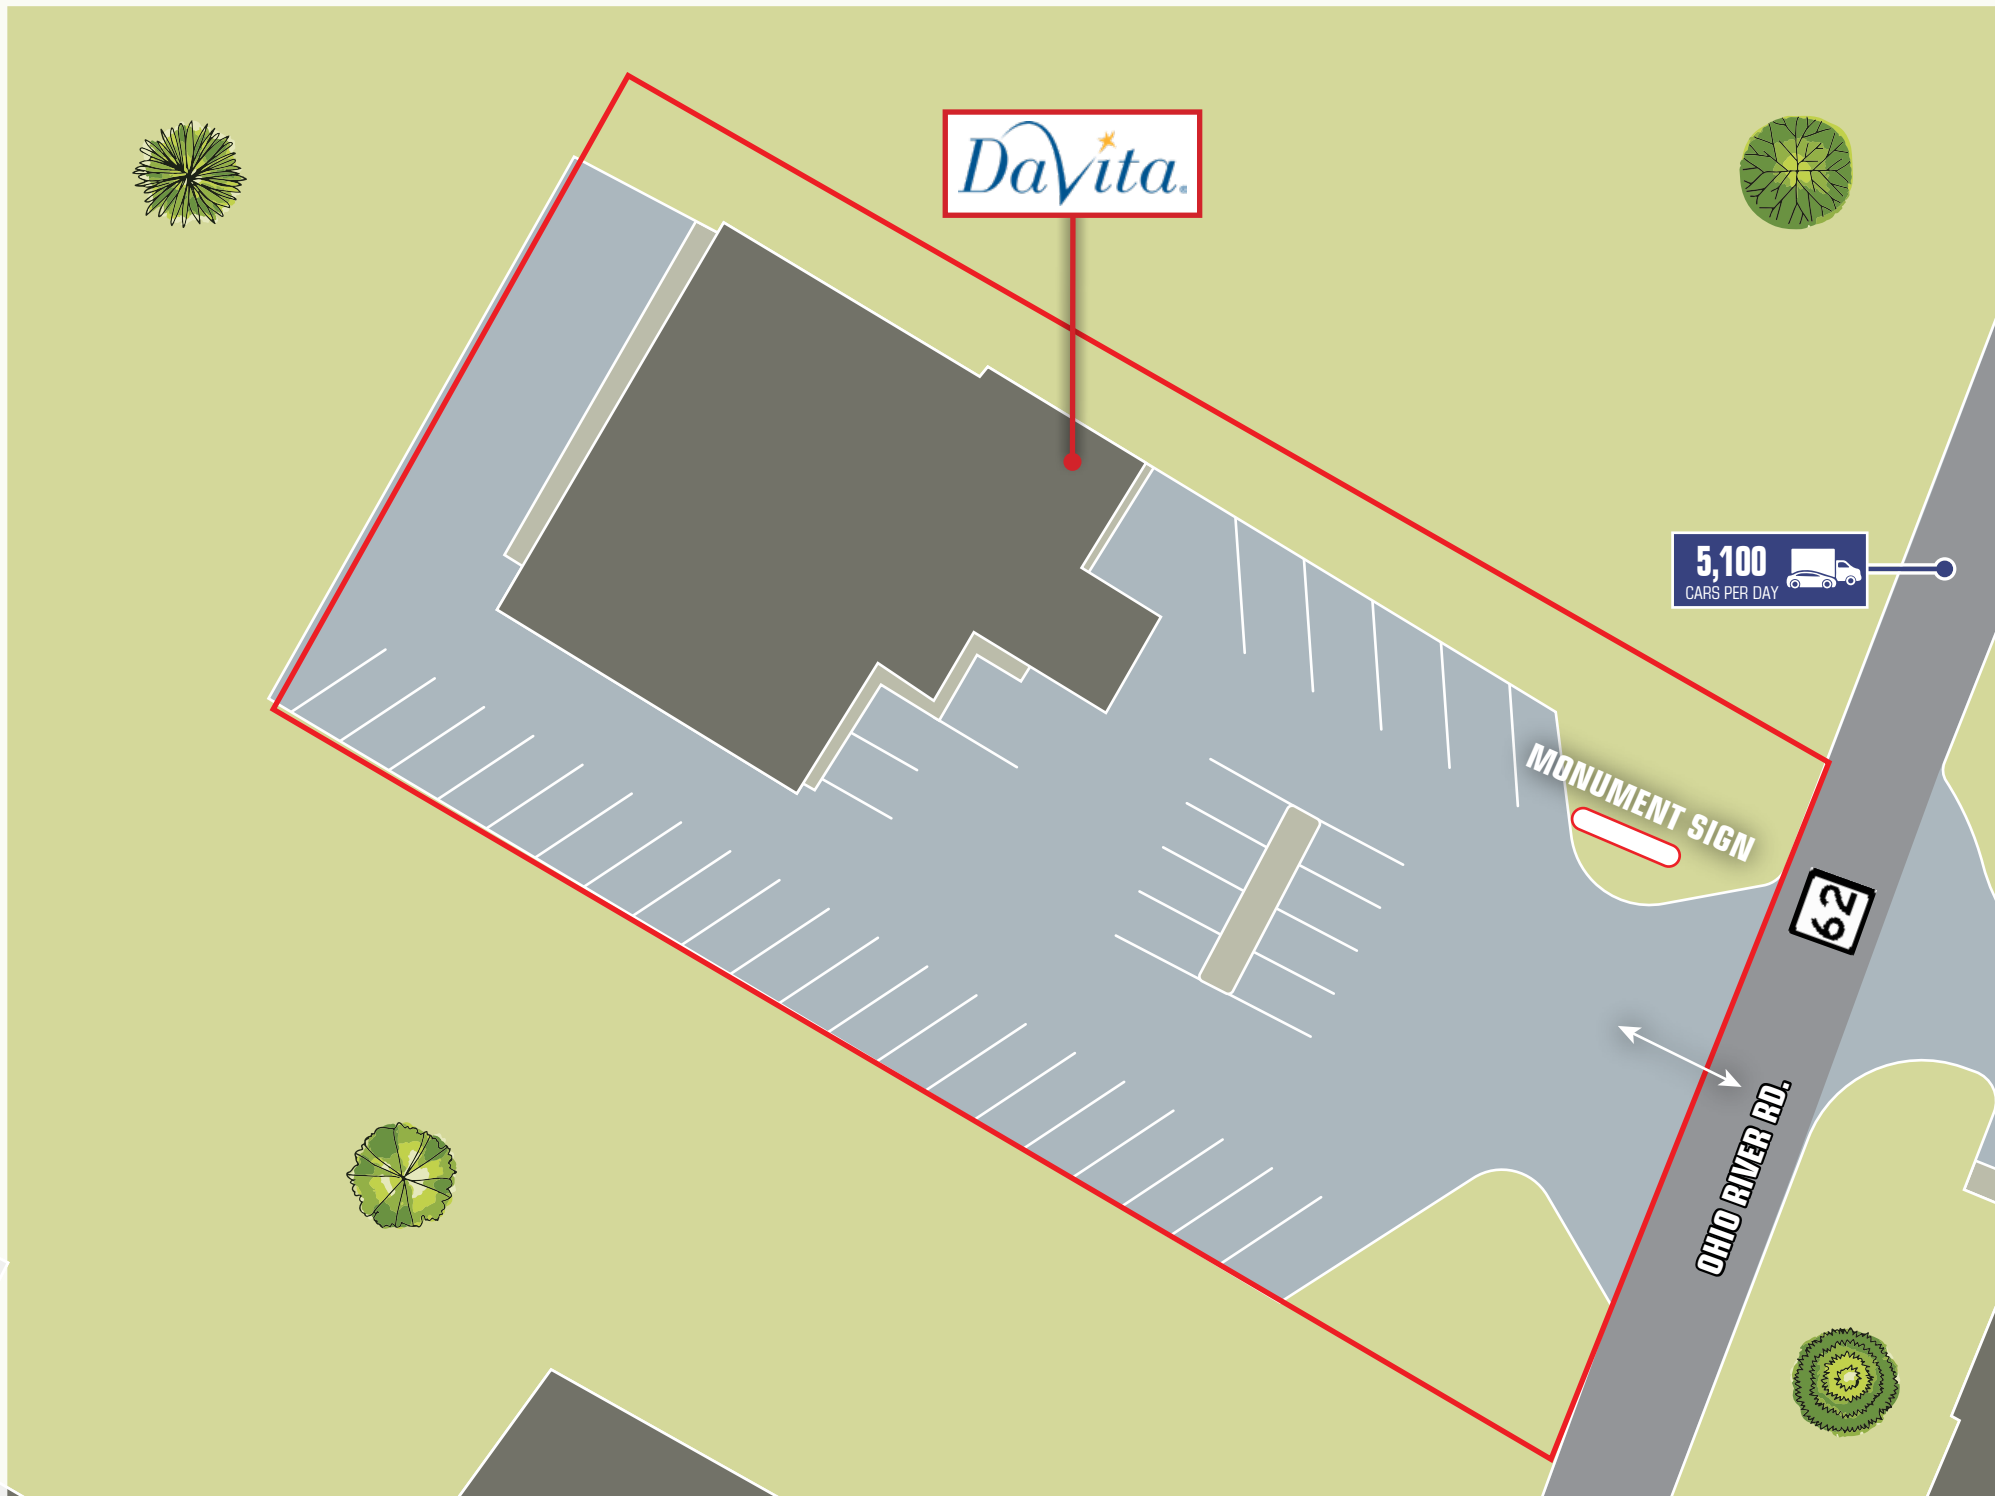 DaVita®
5,100
CARS PER DAY
MONUMENT SIGN
62
OHIO RIVER RD.